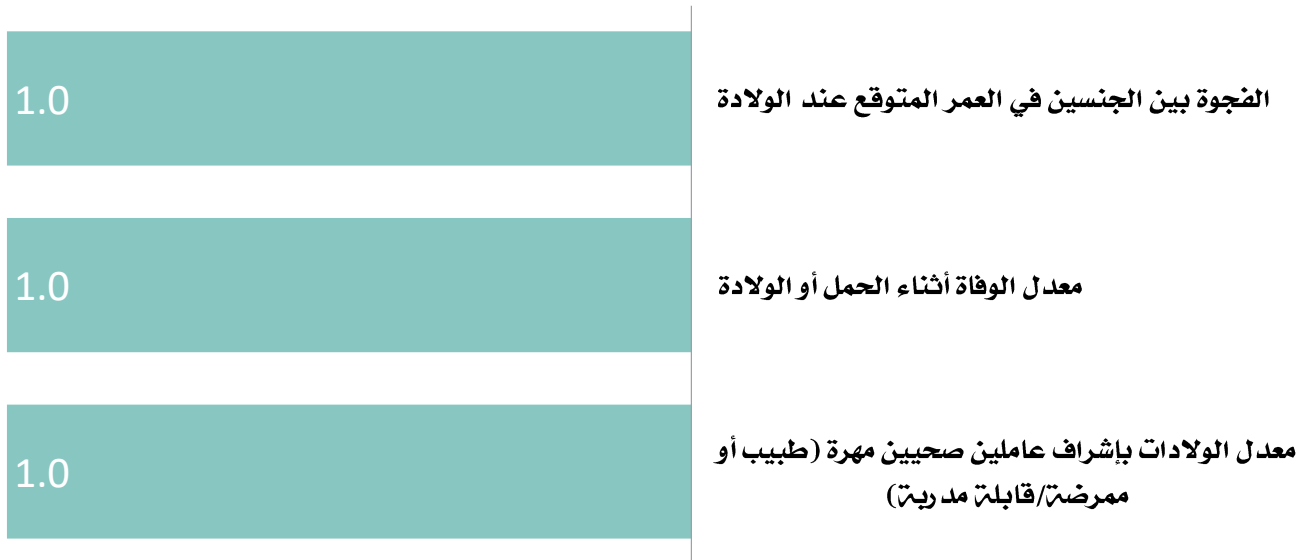 الفجوة بين الجنسين في العمر المتوقع عند الولادة
1.0
معدل الوفاة أثناء الحمل أو الولادة
1.0
معدل الولادات بإشراف عاملين صحيين مهرة (طبيب أو
ممرضة/قابلة مدربة)
1.0